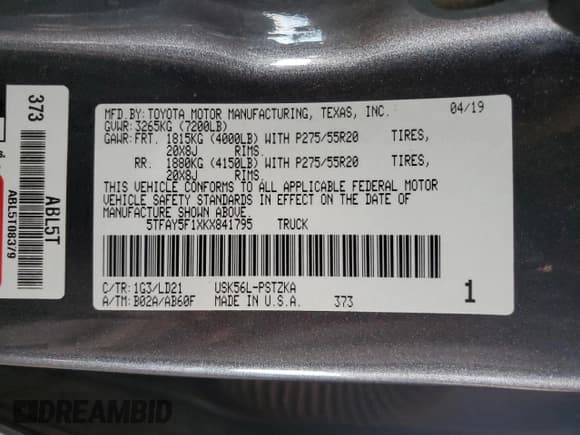 MFD.BY:TOYOTA MOTOR MANUFACTURING, TEXAS, INC. 04/19
GVWR:3265KG (7200LB)
GAWR:FRT. 1815KG (4000LB) WITH P275/55R20 TIRES,
20X8J RIMS.
RR. 1880KG (4150LB) WITH P275/55R20 TIRES,
20X8J RIMS.
THIS VEHICLE CONFORMS TO ALL APPLICABLE FEDERAL MOTOR
VEHICLE SAFETY STANDARDS IN EFFECT ON THE DATE OF
MANUFACTURE SHOWN ABOVE.
5TFAY5F1XKX841795 TRUCK
C/TR:1G3/LD21 USK56L-PSTZKA
A/TM:B02A/AB60F MADE IN U.S.A. 373 1
373
ABL5T
ABL5T08379
DREAMBID